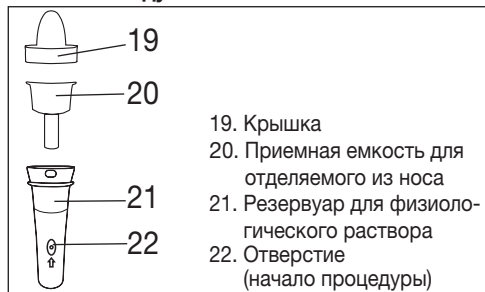 19
20
21
22
19. Крышка
20. Приемная емкость для
отделяемого из носа
21. Резервуар для физиоло-
гического раствора
22. Отверстие
(начало процедуры)